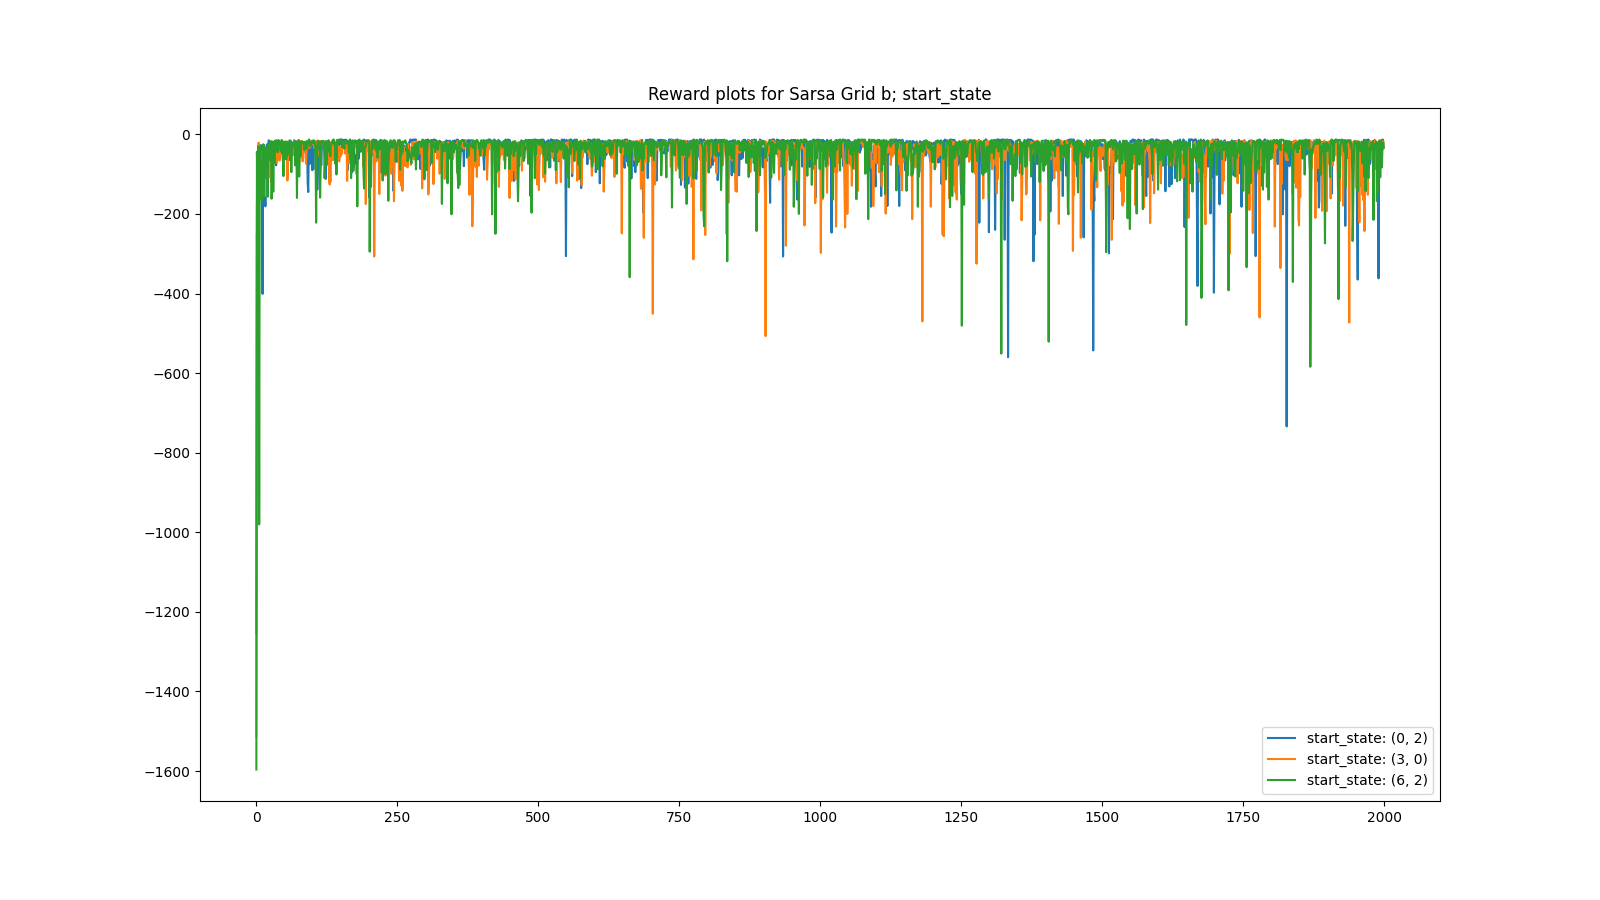 Reward plots for Sarsa Grid b; start_state
0
−200
−400
−600
−800
−1000
−1200
−1400
−1600
0 250 500 750 1000 1250 1500 1750 2000
start_state: (0, 2)
start_state: (3, 0)
start_state: (6, 2)